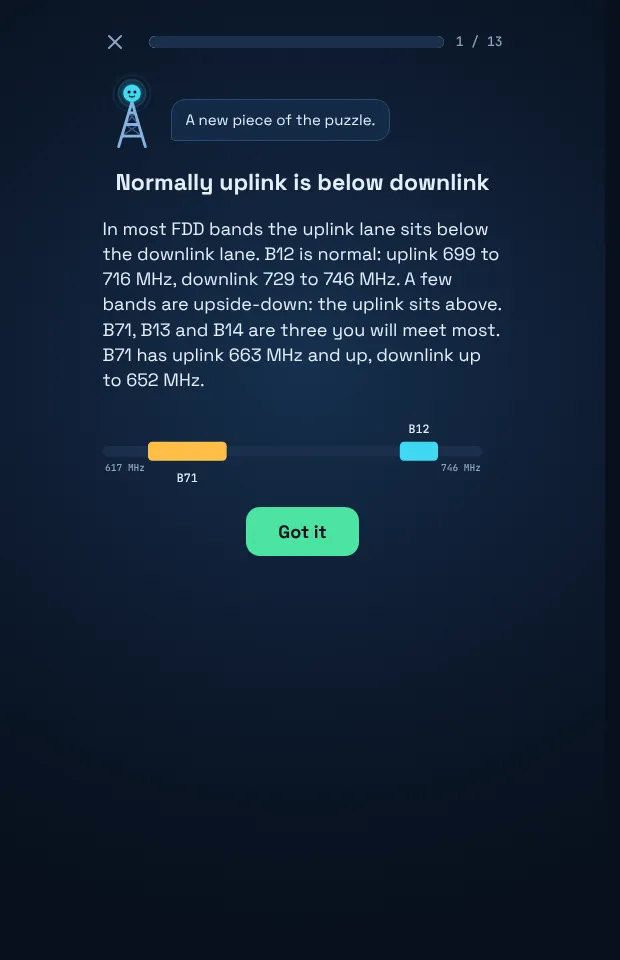 1 / 13
A new piece of the puzzle.
Normally uplink is below downlink
In most FDD bands the uplink lane sits below
the downlink lane. B12 is normal: uplink 699 to
716 MHz, downlink 729 to 746 MHz. A few
bands are upside-down: the uplink sits above.
B71, B13 and B14 are three you will meet most.
B71 has uplink 663 MHz and up, downlink up
to 652 MHz.
B12
617 MHz 746 MHz
B71
Got it